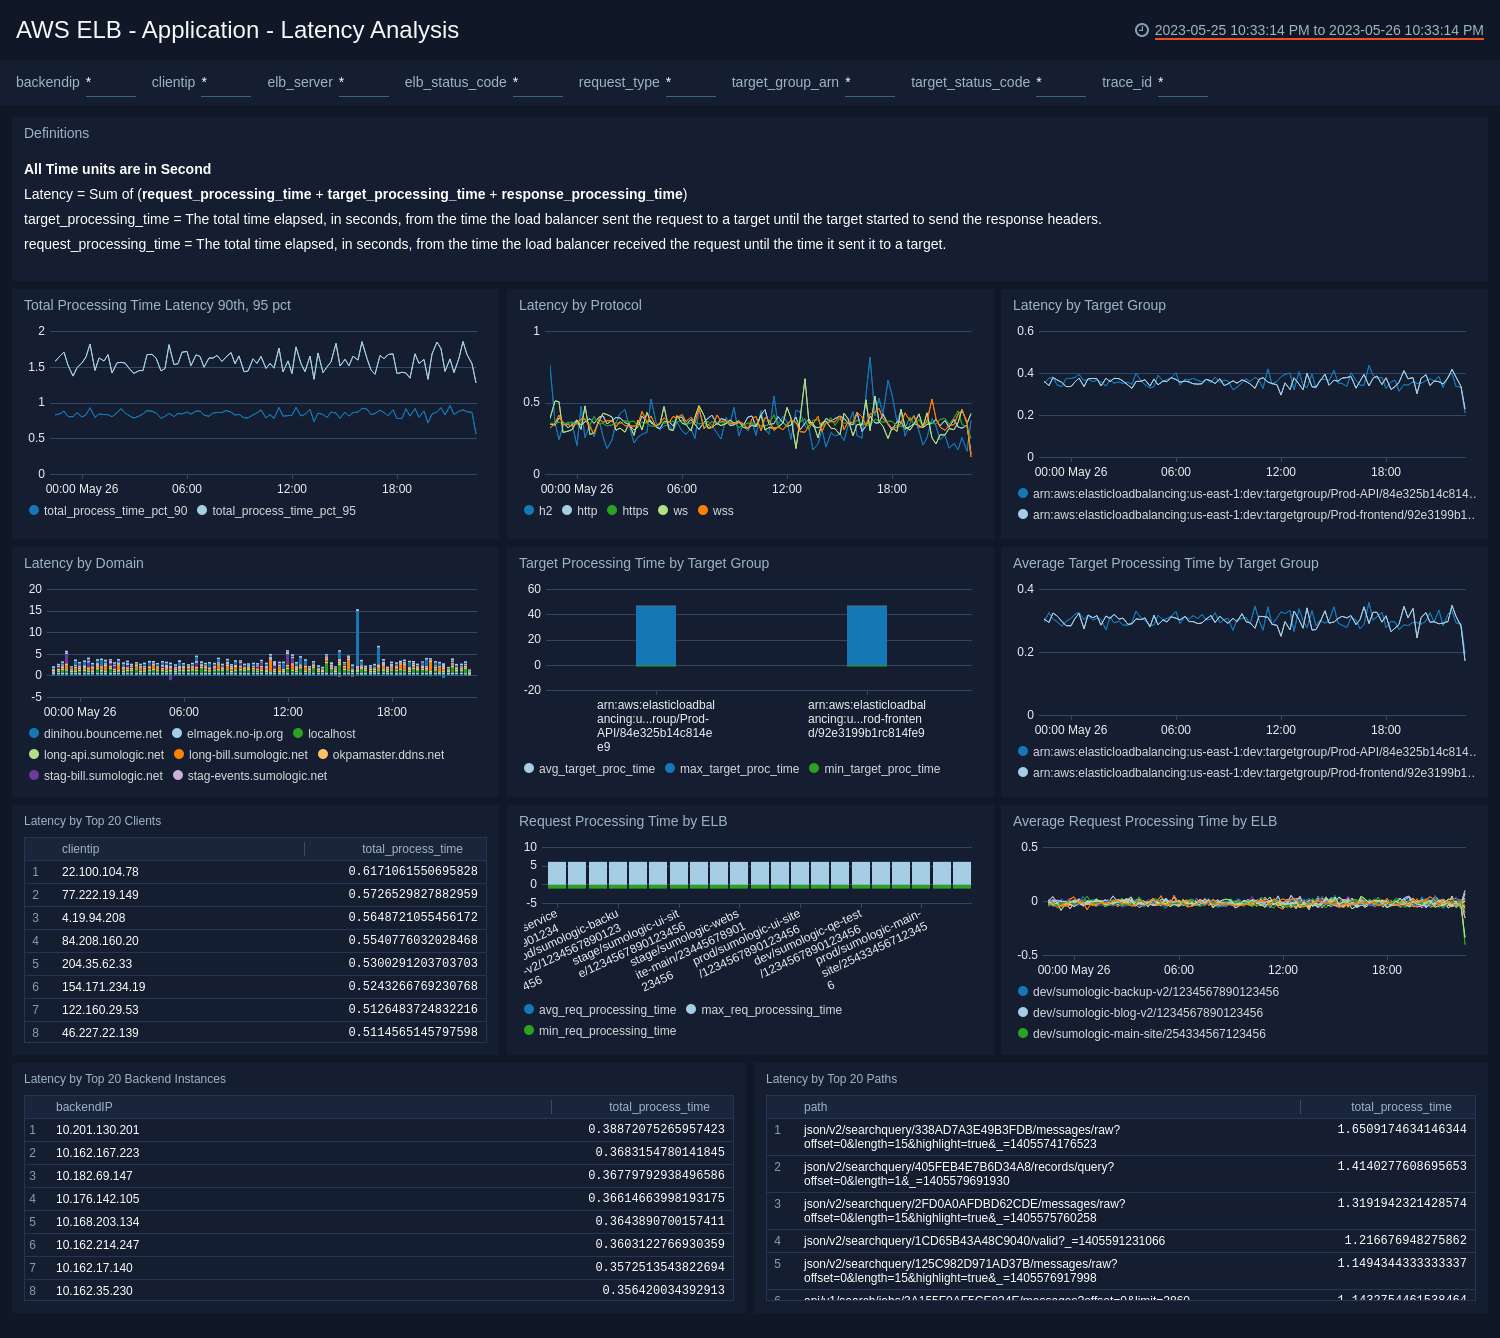 AWS ELB - Application - Latency Analysis
2023-05-25 10:33:14 PM to 2023-05-26 10:33:14 PM
backendip * clientip * elb_server * elb_status_code * request_type * target_group_arn * target_status_code * trace_id *
Definitions
All Time units are in Second
Latency = Sum of (request_processing_time + target_processing_time + response_processing_time)
target_processing_time = The total time elapsed, in seconds, from the time the load balancer sent the request to a target until the target started to send the response headers.
request_processing_time = The total time elapsed, in seconds, from the time the load balancer received the request until the time it sent it to a target.
Total Processing Time Latency 90th, 95 pct
2
1.5
1
0.5
0
00:00 May 26 06:00 12:00 18:00
total_process_time_pct_90 total_process_time_pct_95
Latency by Protocol
1
0.5
0
00:00 May 26 06:00 12:00 18:00
h2 http https ws wss
Latency by Target Group
0.6
0.4
0.2
0
00:00 May 26 06:00 12:00 18:00
arn:aws:elasticloadbalancing:us-east-1:dev:targetgroup/Prod-API/84e325b14c814…
arn:aws:elasticloadbalancing:us-east-1:dev:targetgroup/Prod-frontend/92e3199b1…
Latency by Domain
20
15
10
5
0
-5
00:00 May 26 06:00 12:00 18:00
dinihou.bounceme.net elmagek.no-ip.org localhost
long-api.sumologic.net long-bill.sumologic.net okpamaster.ddns.net
stag-bill.sumologic.net stag-events.sumologic.net
Target Processing Time by Target Group
60
40
20
0
-20
arn:aws:elasticloadbal
ancing:u...roup/Prod-
API/84e325b14c814e
e9
arn:aws:elasticloadbal
ancing:u...rod-fronten
d/92e3199b1rc814fe9
avg_target_proc_time max_target_proc_time min_target_proc_time
Average Target Processing Time by Target Group
0.4
0.2
0
00:00 May 26 06:00 12:00 18:00
arn:aws:elasticloadbalancing:us-east-1:dev:targetgroup/Prod-API/84e325b14c814…
arn:aws:elasticloadbalancing:us-east-1:dev:targetgroup/Prod-frontend/92e3199b1…
Latency by Top 20 Clients
clientip total_process_time
1 22.100.104.78 0.6171061550695828
2 77.222.19.149 0.5726529827882959
3 4.19.94.208 0.5648721055456172
4 84.208.160.20 0.5540776032028468
5 204.35.62.33 0.5300291203703703
6 154.171.234.19 0.5243266769230768
7 122.160.29.53 0.5126483724832216
8 46.227.22.139 0.5114565145797598
Request Processing Time by ELB
10
5
0
-5
service
901234
od/sumologic-backu
-v2/1234567890123
456
stage/sumologic-ui-sit
e/1234567890123456
stage/sumologic-webs
ite-main/23445678901
23456
prod/sumologic-ui-site
/1234567890123456
dev/sumologic-qe-test
/1234567890123456
prod/sumologic-main-
site/25433456712345
6
avg_req_processing_time max_req_processing_time
min_req_processing_time
Average Request Processing Time by ELB
0.5
0
-0.5
00:00 May 26 06:00 12:00 18:00
dev/sumologic-backup-v2/1234567890123456
dev/sumologic-blog-v2/1234567890123456
dev/sumologic-main-site/254334567123456
Latency by Top 20 Backend Instances
backendIP total_process_time
1 10.201.130.201 0.38872075265957423
2 10.162.167.223 0.3683154780141845
3 10.182.69.147 0.36779792938496586
4 10.176.142.105 0.36614663998193175
5 10.168.203.134 0.3643890700157411
6 10.162.214.247 0.3603122766930359
7 10.162.17.140 0.3572513543822694
8 10.162.35.230 0.356420034392913
Latency by Top 20 Paths
path total_process_time
1 json/v2/searchquery/338AD7A3E49B3FDB/messages/raw? 1.6509174634146344
offset=0&length=15&highlight=true&_=1405574176523
2 json/v2/searchquery/405FEB4E7B6D34A8/records/query? 1.4140277608695653
offset=0&length=1&_=1405579691930
3 json/v2/searchquery/2FD0A0AFDBD62CDE/messages/raw? 1.3191942321428574
offset=0&length=15&highlight=true&_=1405575760258
4 json/v2/searchquery/1CD65B43A48C9040/valid?_=1405591231066 1.216676948275862
5 json/v2/searchquery/125C982D971AD37B/messages/raw? 1.1494344333333337
offset=0&length=15&highlight=true&_=1405576917998